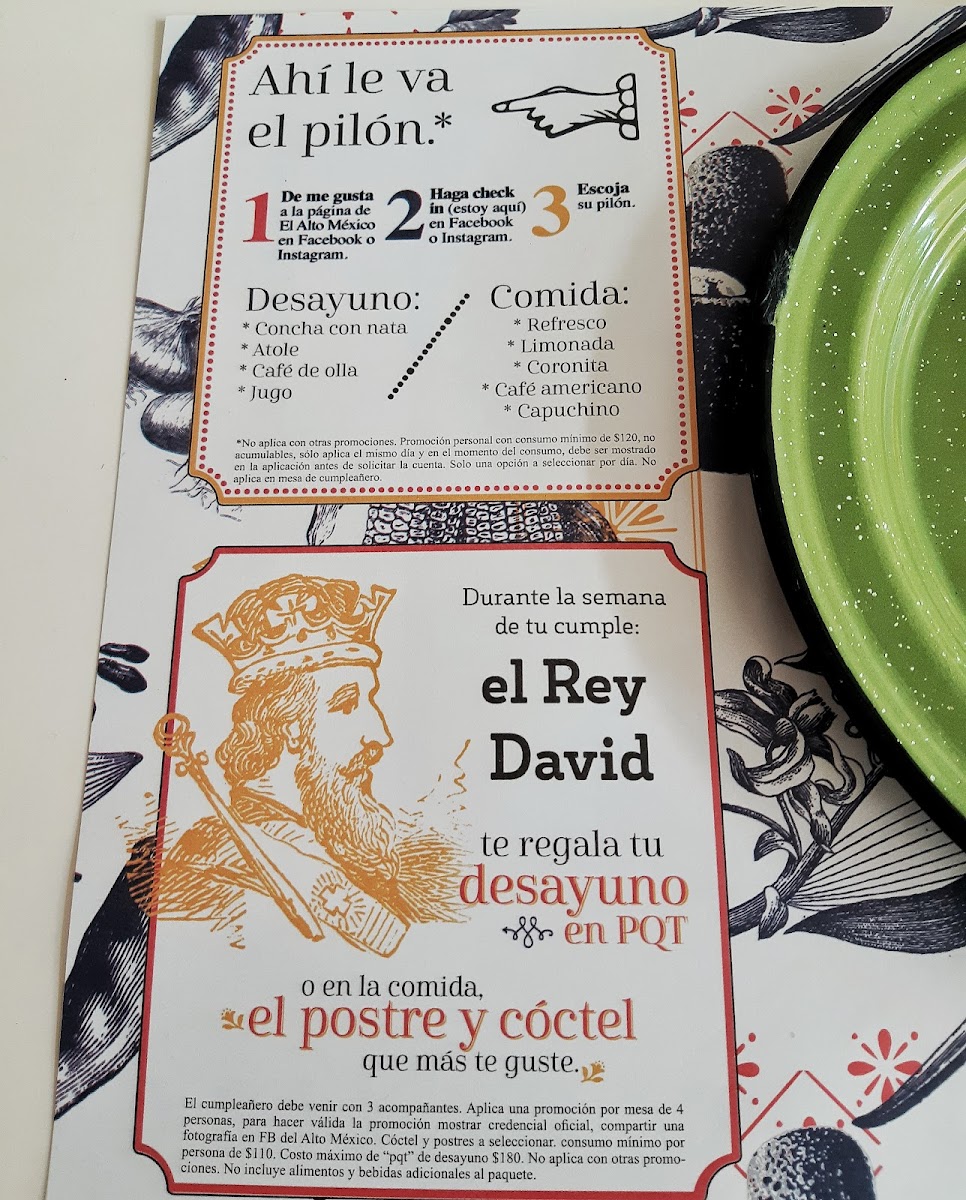 Ahí le va
el pilón.*
1 De me gusta
a la página de
El Alto México
en Facebook o
Instagram.
2 Haga check
in (estoy aquí)
en Facebook
o Instagram.
3 Escoja
su pilón.
Desayuno:
* Concha con nata
* Atole
* Café de olla
* Jugo
Comida:
* Refresco
* Limonada
* Coronita
* Café americano
* Capuchino
*No aplica con otras promociones. Promoción personal con consumo mínimo de $120, no
acumulables, sólo aplica el mismo día y en el momento del consumo, debe ser mostrado
en la aplicación antes de solicitar la cuenta. Solo una opción a seleccionar por día. No
aplica en mesa de cumpleañero.
Durante la semana
de tu cumple:
el Rey
David
te regala tu
desayuno
en PQT
o en la comida,
el postre y cóctel
que más te guste.
El cumpleañero debe venir con 3 acompañantes. Aplica una promoción por mesa de 4
personas, para hacer válida la promoción mostrar credencial oficial, compartir una
fotografía en FB del Alto México. Cóctel y postres a seleccionar. consumo mínimo por
persona de $110. Costo máximo de “pqt” de desayuno $180. No aplica con otras promo-
ciones. No incluye alimentos y bebidas adicionales al paquete.